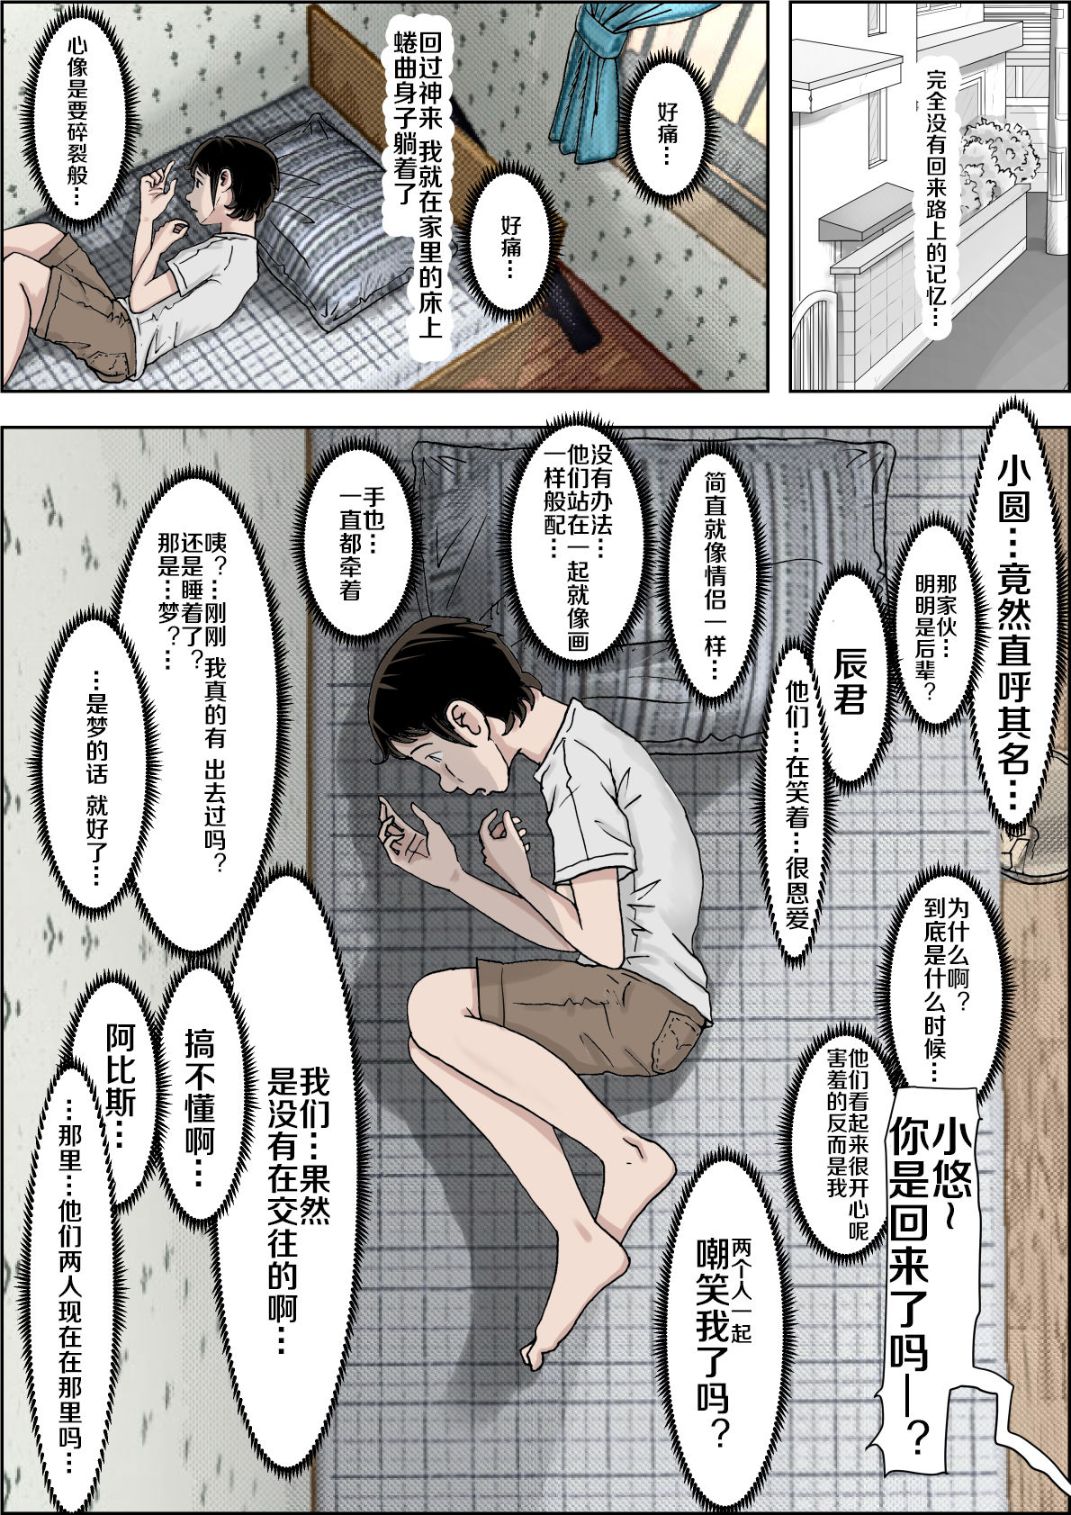 完全没有回来路上的记忆…
好痛…
好痛…
回过神来 我就在家里的床上
蜷曲身子躺着了
心像是要碎裂般…
小圆…竟然直呼其名…
那家伙…
明明是后辈？
辰君
他们…在笑着…很恩爱
简直就像情侣一样…
没有办法…
他们站在一起就像画
一样般配…
手也…
一直都牵着
咦？…刚刚 我真的有 出去过吗？
还是睡着了？
那是…梦？…
…是梦的话 就好了…
为什么啊？
到底是什么时候…
他们看起来很开心呢
害羞的反而是我
小悠~
你是回来了吗—？
两个人一起
嘲笑我了吗？
我们…果然
是没有在交往的啊…
搞不懂啊…
阿比斯…
…那里…他们两人现在在那里吗…